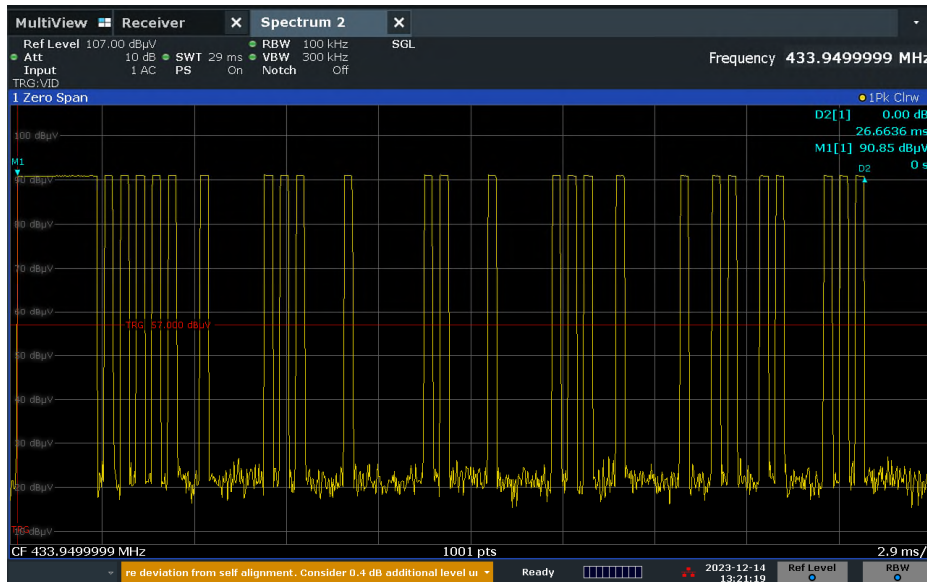 MultiView Receiver X Spectrum 2 X
Ref Level 107.00 dBµV RBW 100 kHz SGL
Att 10 dB SWT 29 ms VBW 300 kHz Frequency 433.9499999 MHz
Input 1 AC PS On Notch Off
TRG:VID
1 Zero Span 1Pk Clrw
D2[1] 0.00 dB
26.6636 ms
M1[1] 90.85 dBµV
0 s
100 dBµV
M1
D2
90 dBµV
80 dBµV
70 dBµV
60 dBµV
TRG 57.000 dBµV
50 dBµV
40 dBµV
30 dBµV
20 dBµV
TRG
10 dBµV
CF 433.9499999 MHz 1001 pts 2.9 ms/
re deviation from self alignment. Consider 0.4 dB additional level Ready 2023-12-14 Ref Level RBW
13:21:19